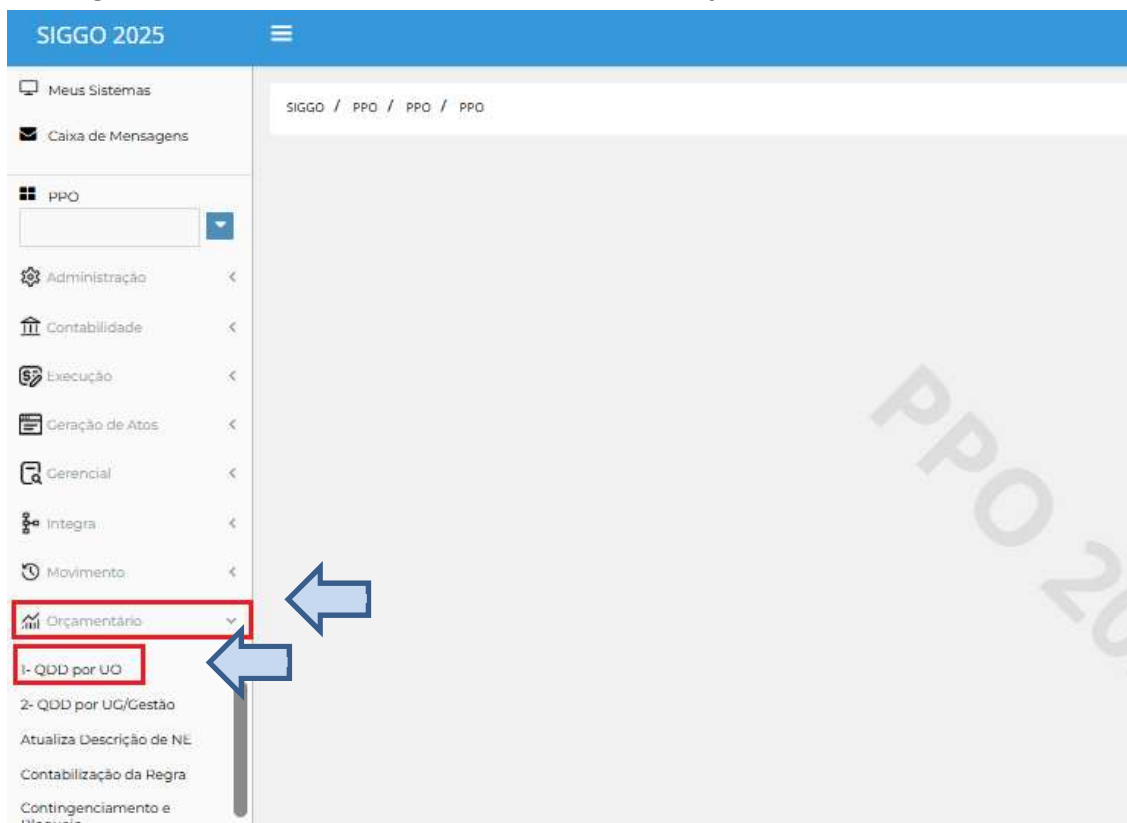 SIGGO 2025
Meus Sistemas
Caixa de Mensagens
SIGGO / PPO / PPO / PPO
PPO
Administração
Contabilidade
Execução
Geração de Atos
Gerencial
Integra
Movimento
Orçamentário
1- QDD por UO
2- QDD por UG/Gestão
Atualiza Descrição de NE
Contabilização da Regra
Contingenciamento e
PPO 20